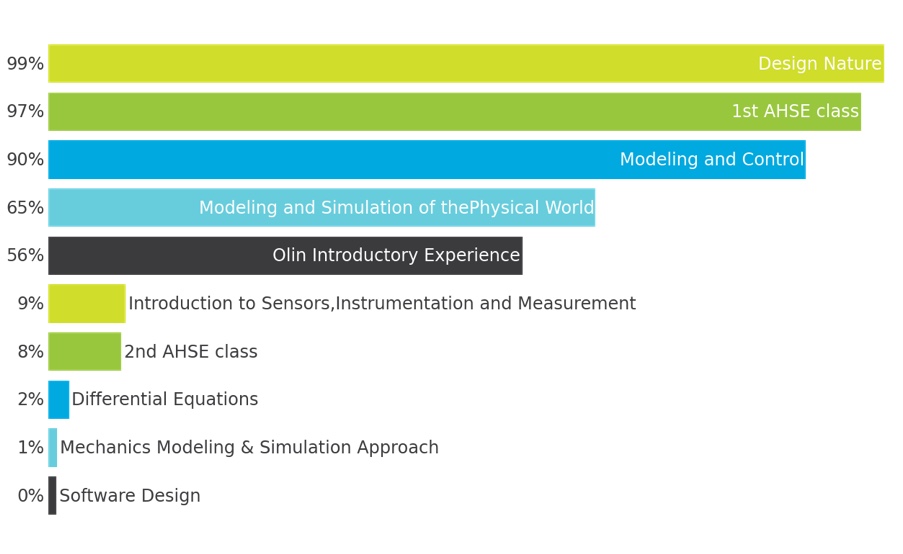 99% Design Nature
97% 1st AHSE class
90% Modeling and Control
65% Modeling and Simulation of thePhysical World
56% Olin Introductory Experience
9% Introduction to Sensors,Instrumentation and Measurement
8% 2nd AHSE class
2% Differential Equations
1% Mechanics Modeling & Simulation Approach
0% Software Design